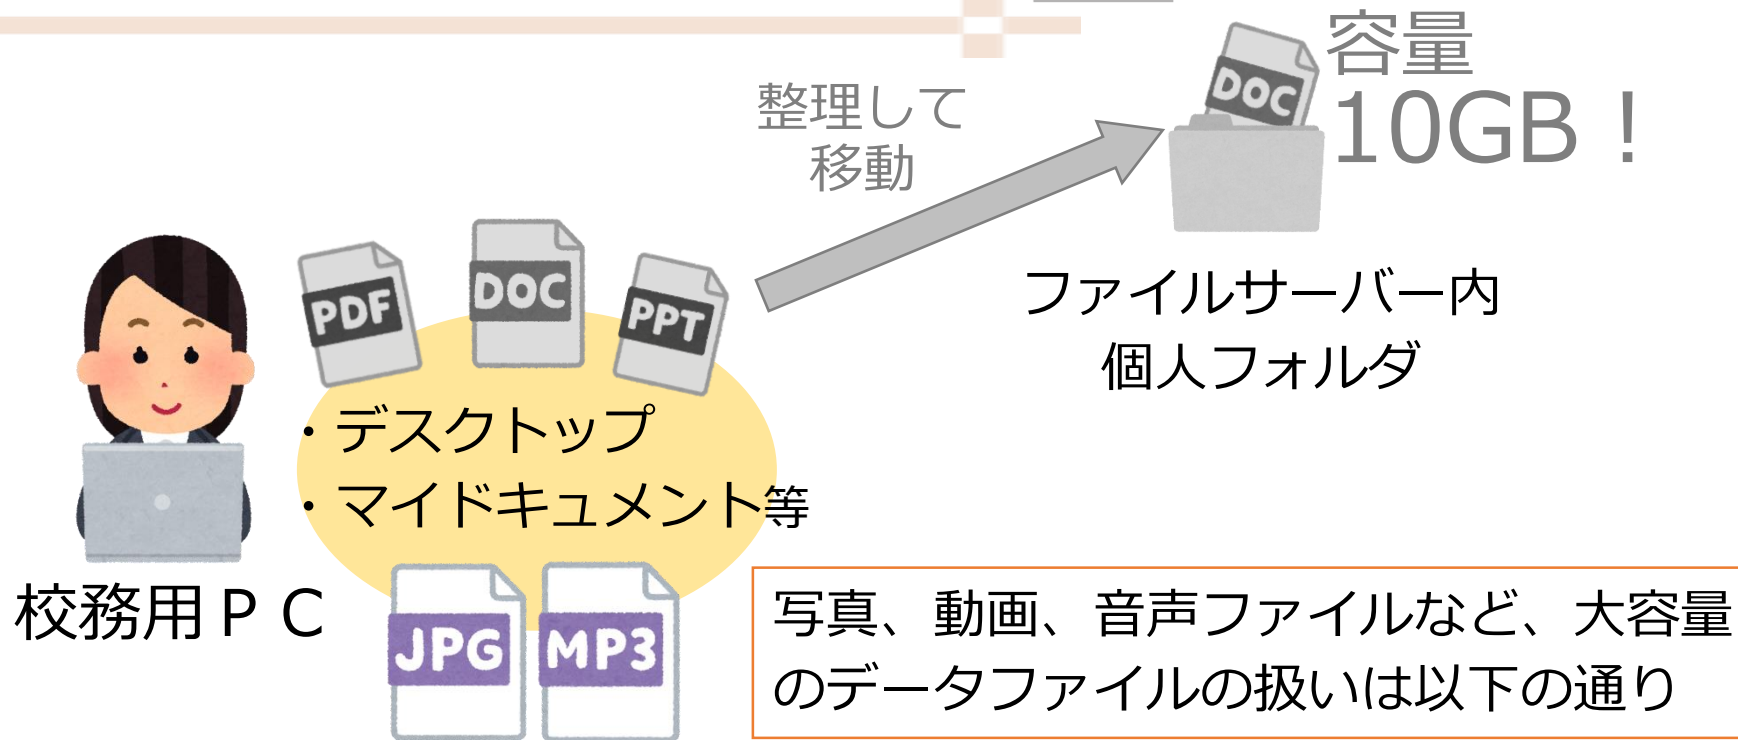 容量
10GB！
DOC
整理して
移動
ファイルサーバー内
個人フォルダ
PDF
DOC
PPT
・デスクトップ
・マイドキュメント等
校務用ＰＣ
JPG
MP3
写真、動画、音声ファイルなど、大容量
のデータファイルの扱いは以下の通り